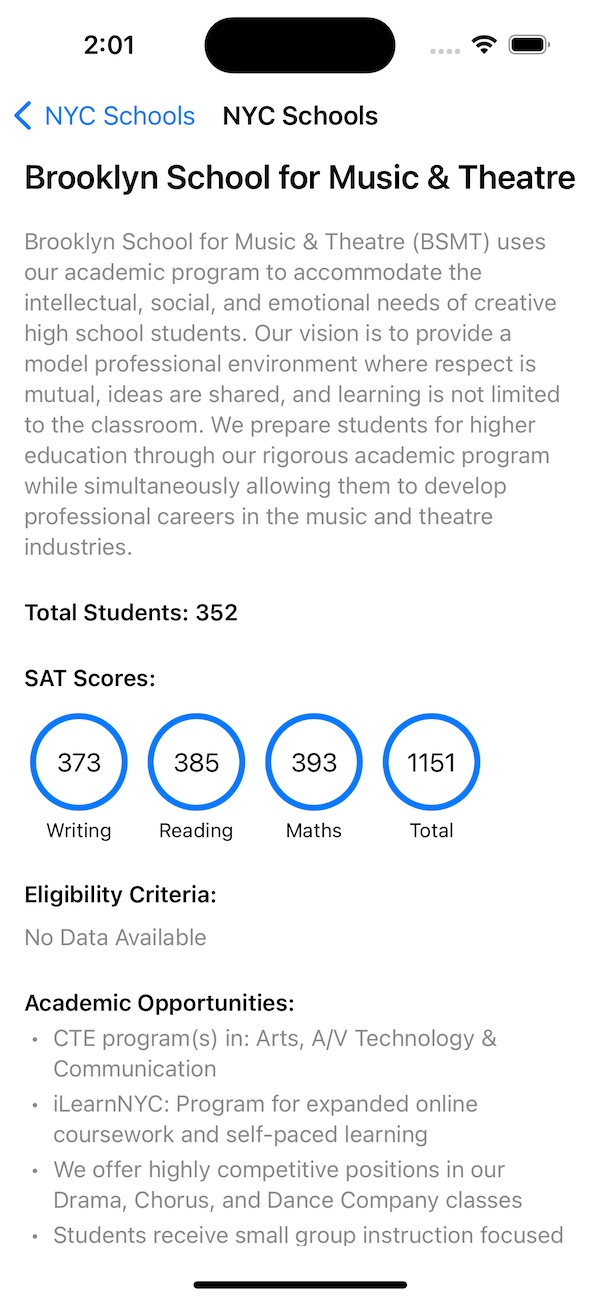 2:01
NYC Schools NYC Schools
Brooklyn School for Music & Theatre
Brooklyn School for Music & Theatre (BSMT) uses
our academic program to accommodate the
intellectual, social, and emotional needs of creative
high school students. Our vision is to provide a
model professional environment where respect is
mutual, ideas are shared, and learning is not limited
to the classroom. We prepare students for higher
education through our rigorous academic program
while simultaneously allowing them to develop
professional careers in the music and theatre
industries.
Total Students: 352
SAT Scores:
373 385 393 1151
Writing Reading Maths Total
Eligibility Criteria:
No Data Available
Academic Opportunities:
• CTE program(s) in: Arts, A/V Technology &
Communication
• iLearnNYC: Program for expanded online
coursework and self-paced learning
• We offer highly competitive positions in our
Drama, Chorus, and Dance Company classes
• Students receive small group instruction focused